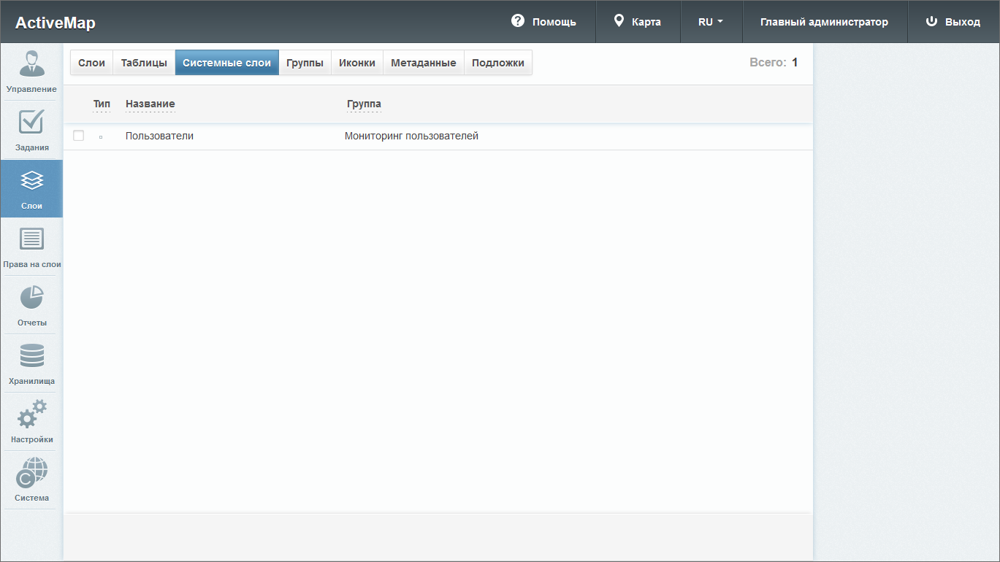 ActiveMap
Помощь
Карта
RU
Главный администратор
Выход
Управление
Задания
Слои
Права на слои
Отчеты
Хранилища
Настройки
Система
Слои Таблицы Системные слои Группы Иконки Метаданные Подложки
Всего: 1
Тип Название Группа
Пользователи Мониторинг пользователей